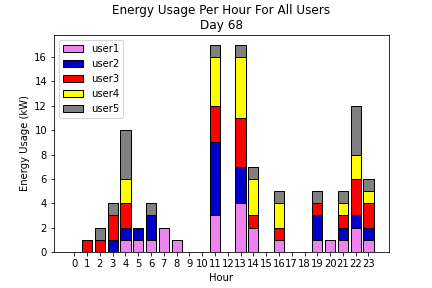 Energy Usage Per Hour For All Users
Day 68
user1
user2
user3
user4
user5
Energy Usage (kW)
16
14
12
10
8
6
4
2
0
0 1 2 3 4 5 6 7 8 9 10 11 12 13 14 15 16 17 18 19 20 21 22 23
Hour